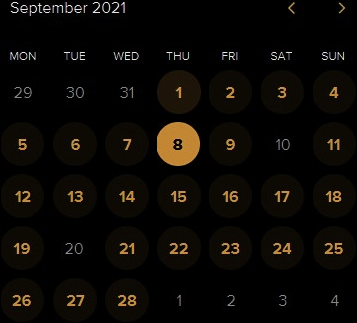 September 2021
MON TUE WED THU FRI SAT SUN
29 30 31 1 2 3 4
5 6 7 8 9 10 11
12 13 14 15 16 17 18
19 20 21 22 23 24 25
26 27 28 1 2 3 4